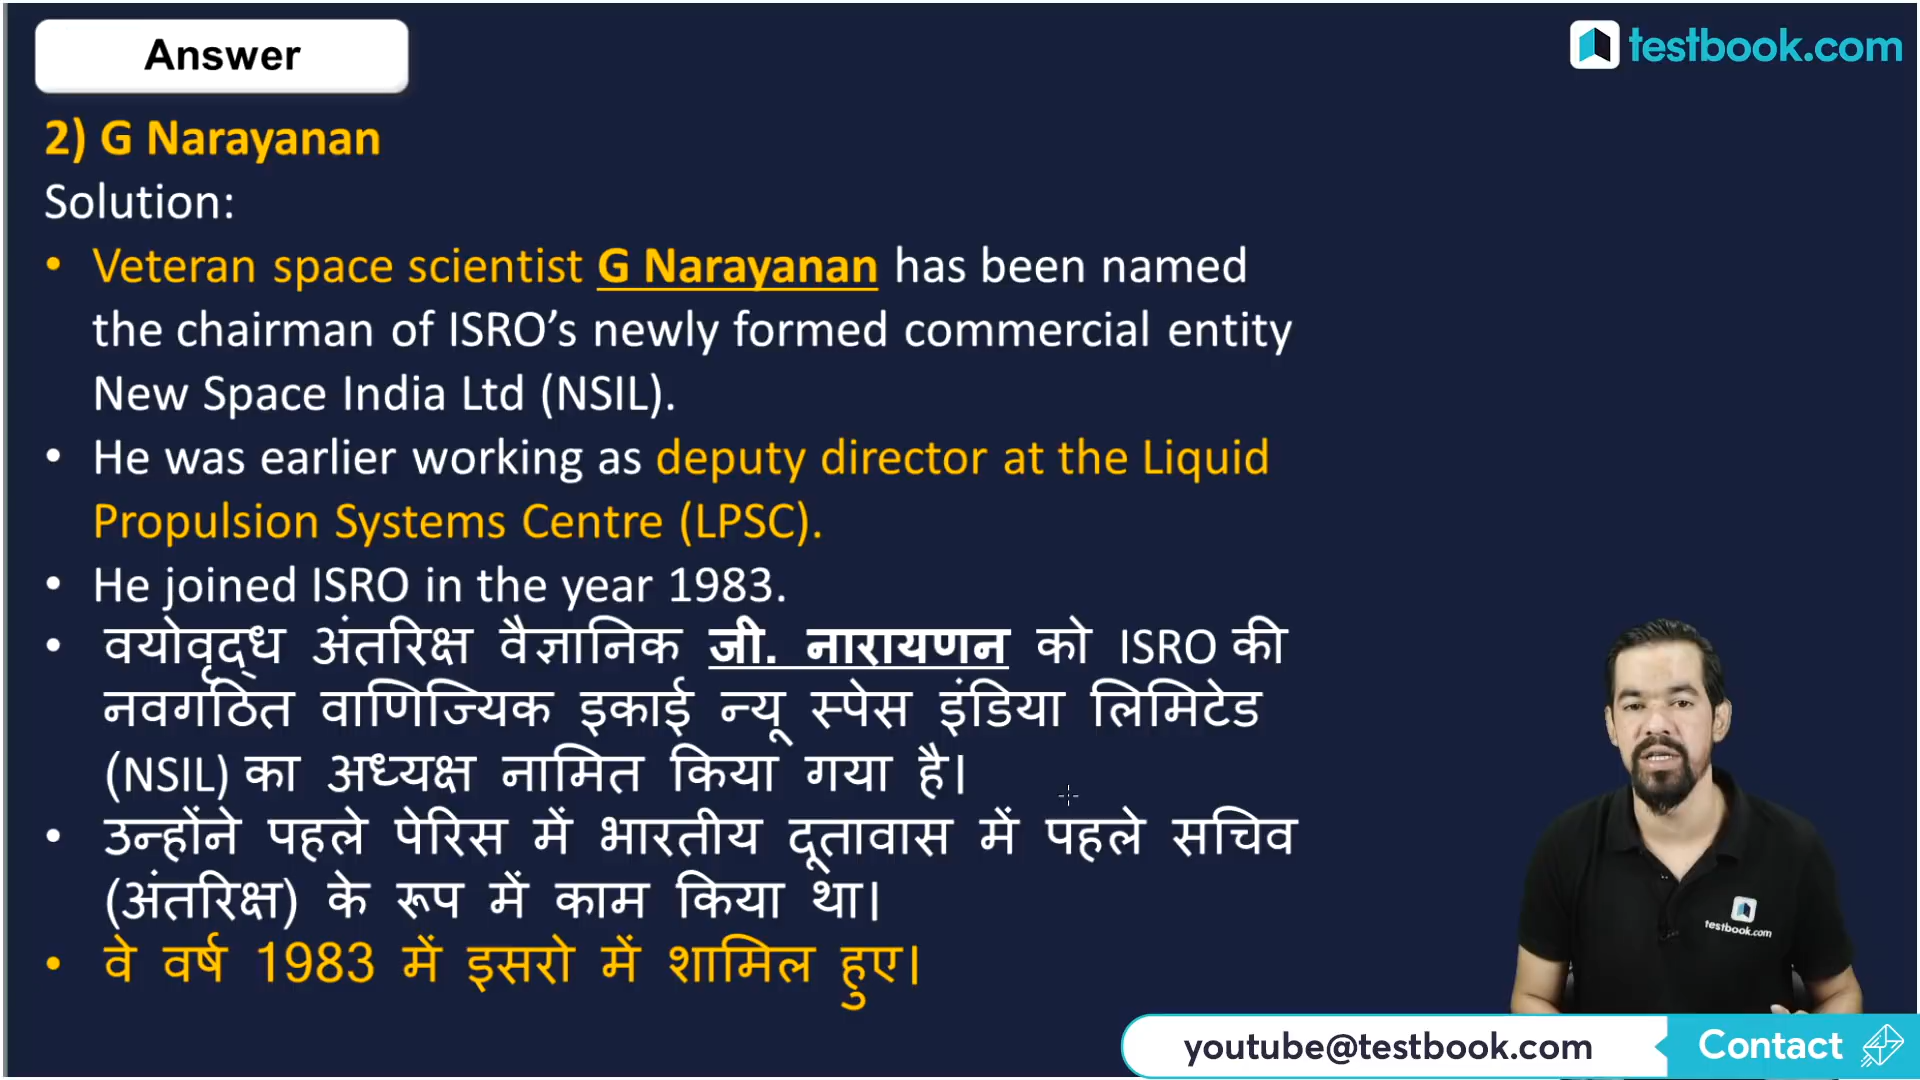 Answer
testbook.com
2) G Narayanan
Solution:
• Veteran space scientist G Narayanan has been named
the chairman of ISRO’s newly formed commercial entity
New Space India Ltd (NSIL).
• He was earlier working as deputy director at the Liquid
Propulsion Systems Centre (LPSC).
• He joined ISRO in the year 1983.
• वयोवृद्ध अंतरिक्ष वैज्ञानिक जी. नारायणन को ISRO की
नवगठित वाणिज्यिक इकाई न्यू स्पेस इंडिया लिमिटेड
(NSIL) का अध्यक्ष नामित किया गया है।
• उन्होंने पहले पेरिस में भारतीय दूतावास में पहले सचिव
(अंतरिक्ष) के रूप में काम किया था।
• वे वर्ष 1983 में इसरो में शामिल हुए।
testbook.com
youtube@testbook.com
Contact